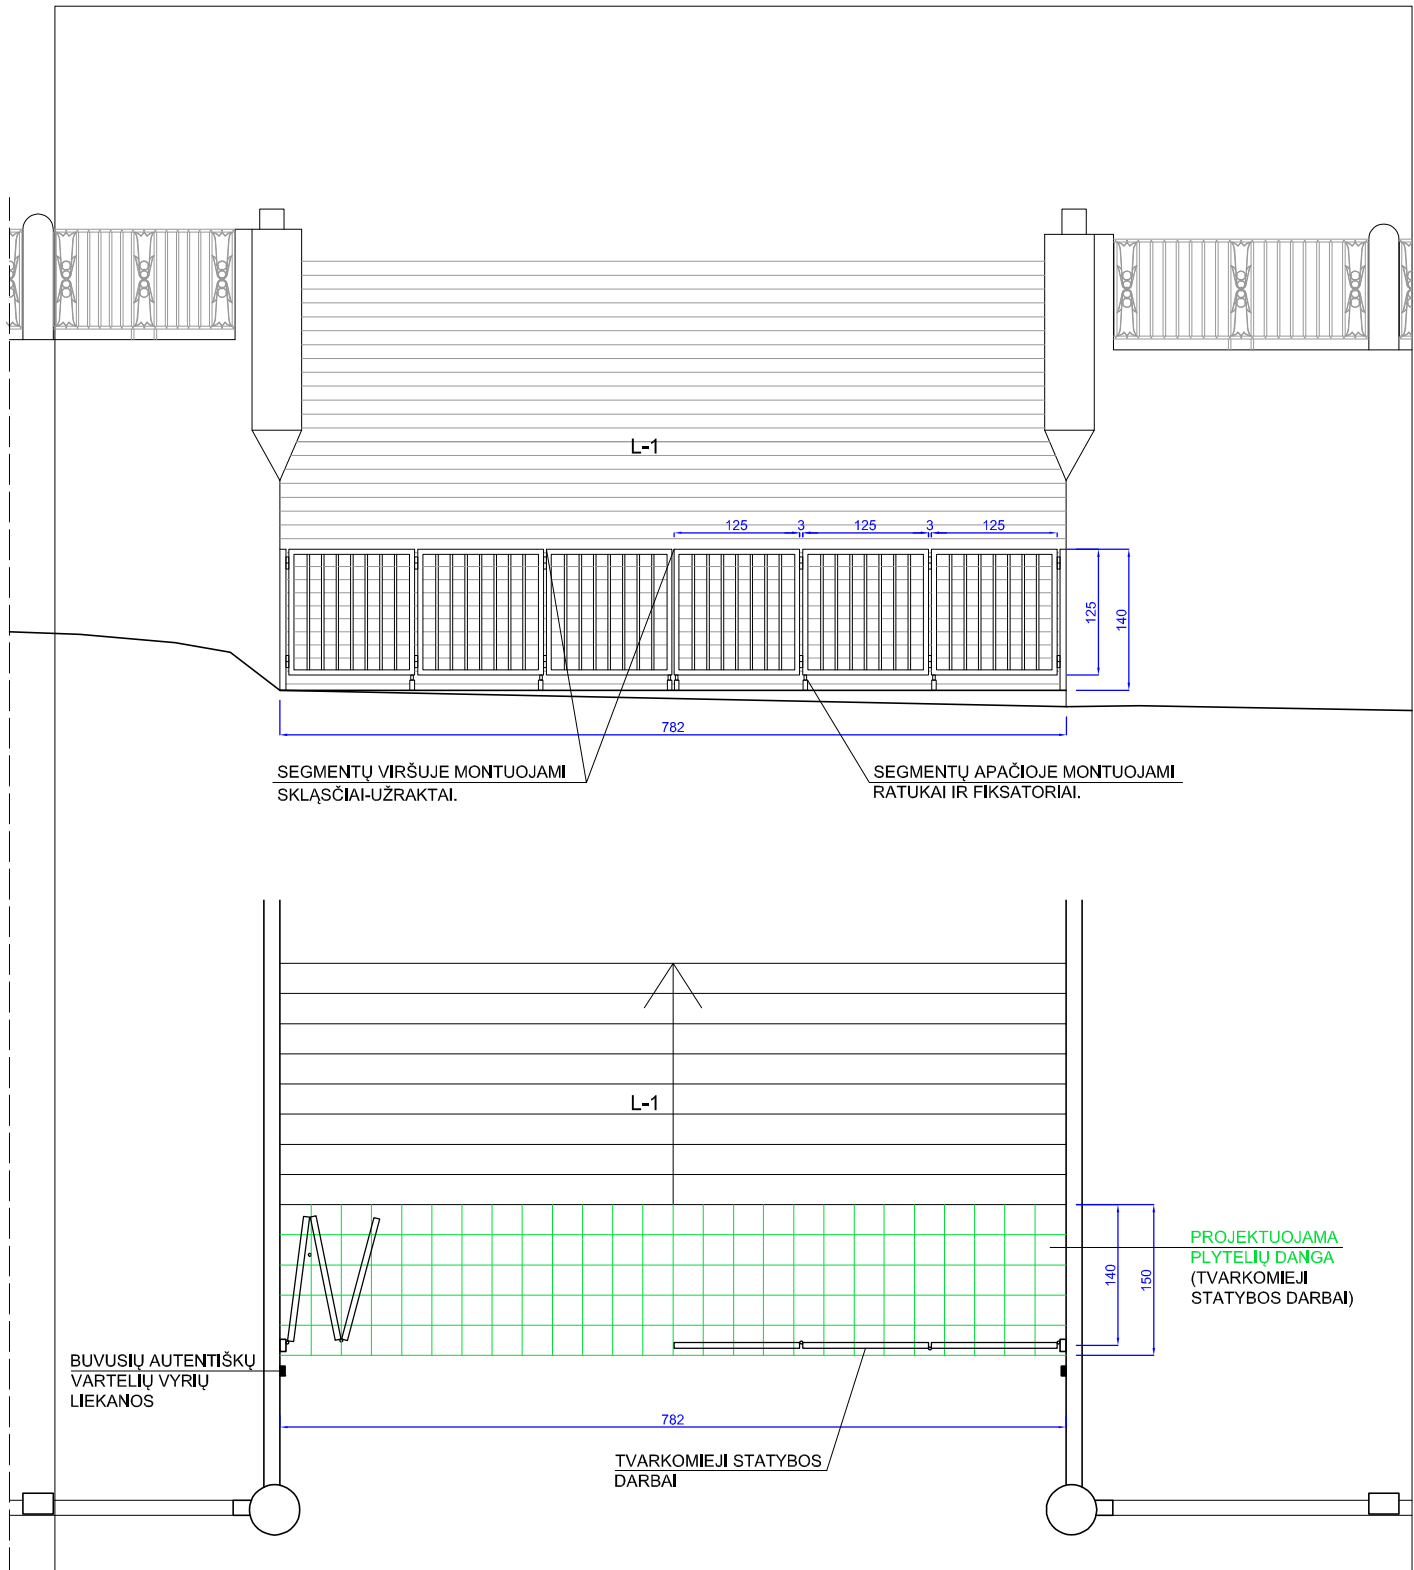 L-1
125 3 125 3 125
125
140
782
SEGMENTŲ VIRŠUJE MONTUOJAMI
SKLĄSČIAI-UŽRAKTAI.
SEGMENTŲ APAČIOJE MONTUOJAMI
RATUKAI IR FIKSATORIAI.
L-1
140
150
PROJEKTUOJAMA
PLYTELIŲ DANGA
(TVARKOMIEJI
STATYBOS DARBAI)
BUVUSIŲ AUTENTIŠKŲ
VARTELIŲ VYRIŲ
LIEKANOS
782
TVARKOMIEJI STATYBOS
DARBAI